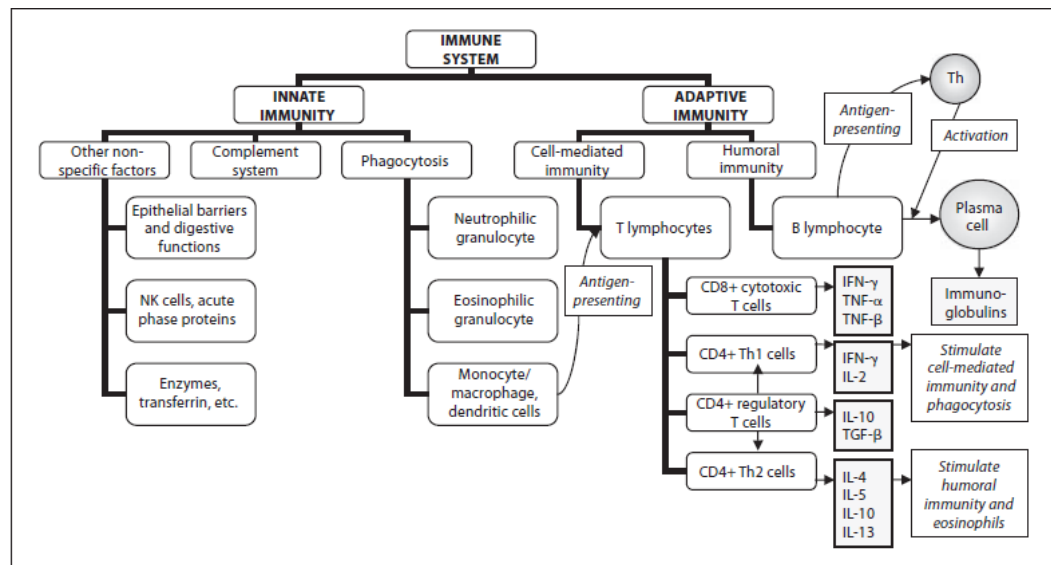 IMMUNE
SYSTEM
INNATE
IMMUNITY
ADAPTIVE
IMMUNITY
Th
Antigen-
presenting
Activation
Other non-
specific factors
Complement
system
Phagocytosis
Cell-mediated
immunity
Humoral
immunity
Epithelial barriers
and digestive
functions
Neutrophilic
granulocyte
T lymphocytes
B lymphocyte
Plasma
cell
NK cells, acute
phase proteins
Eosinophilic
granulocyte
Antigen-
presenting
CD8+ cytotoxic
T cells
IFN-γ
TNF-α
TNF-β
Immuno-
globulins
Enzymes,
transferrin, etc.
Monocyte/
macrophage,
dendritic cells
CD4+ Th1 cells
IFN-γ
IL-2
Stimulate
cell-mediated
immunity and
phagocytosis
CD4+ regulatory
T cells
IL-10
TGF-β
CD4+ Th2 cells
IL-4
IL-5
IL-10
IL-13
Stimulate
humoral
immunity and
eosinophils